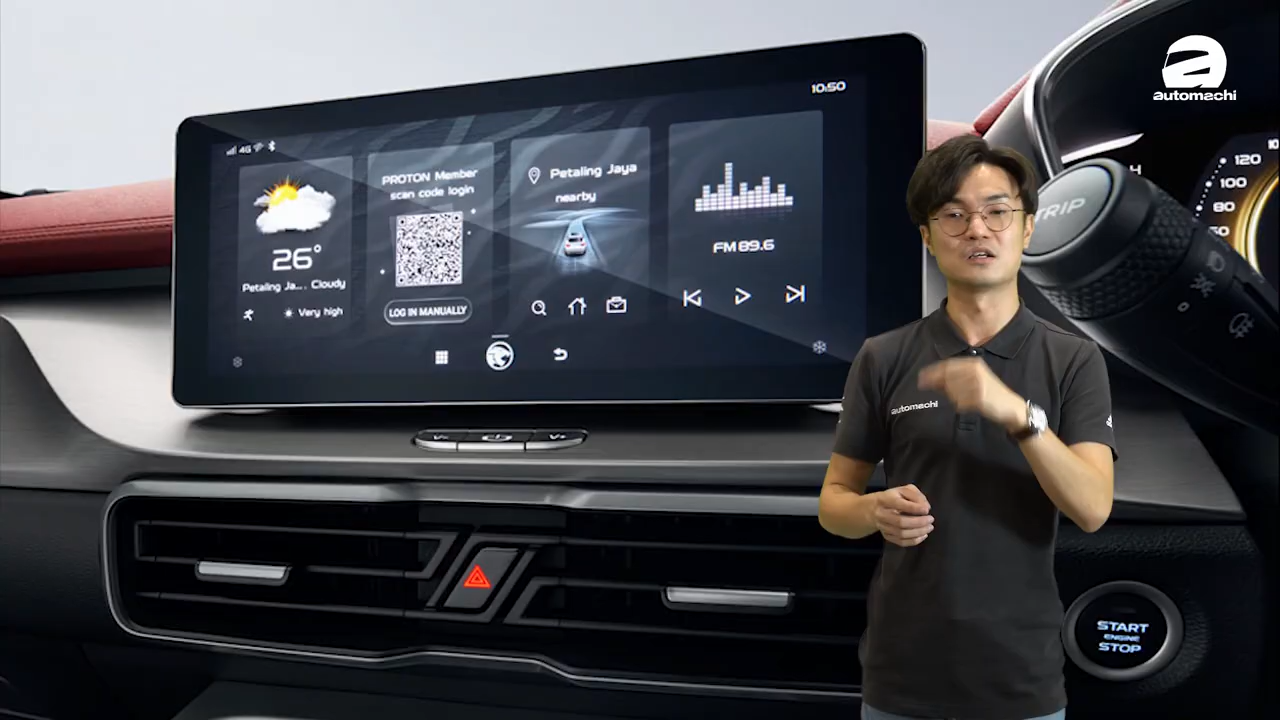 automachi
10:50
4G
PROTON Member
scan code login
Petaling Jaya
nearby
26°
FM 89.6
Petaling Ja... Cloudy
Very high
LOG IN MANUALLY
TRIP
120
100
80
automachi
START
ENGINE
STOP